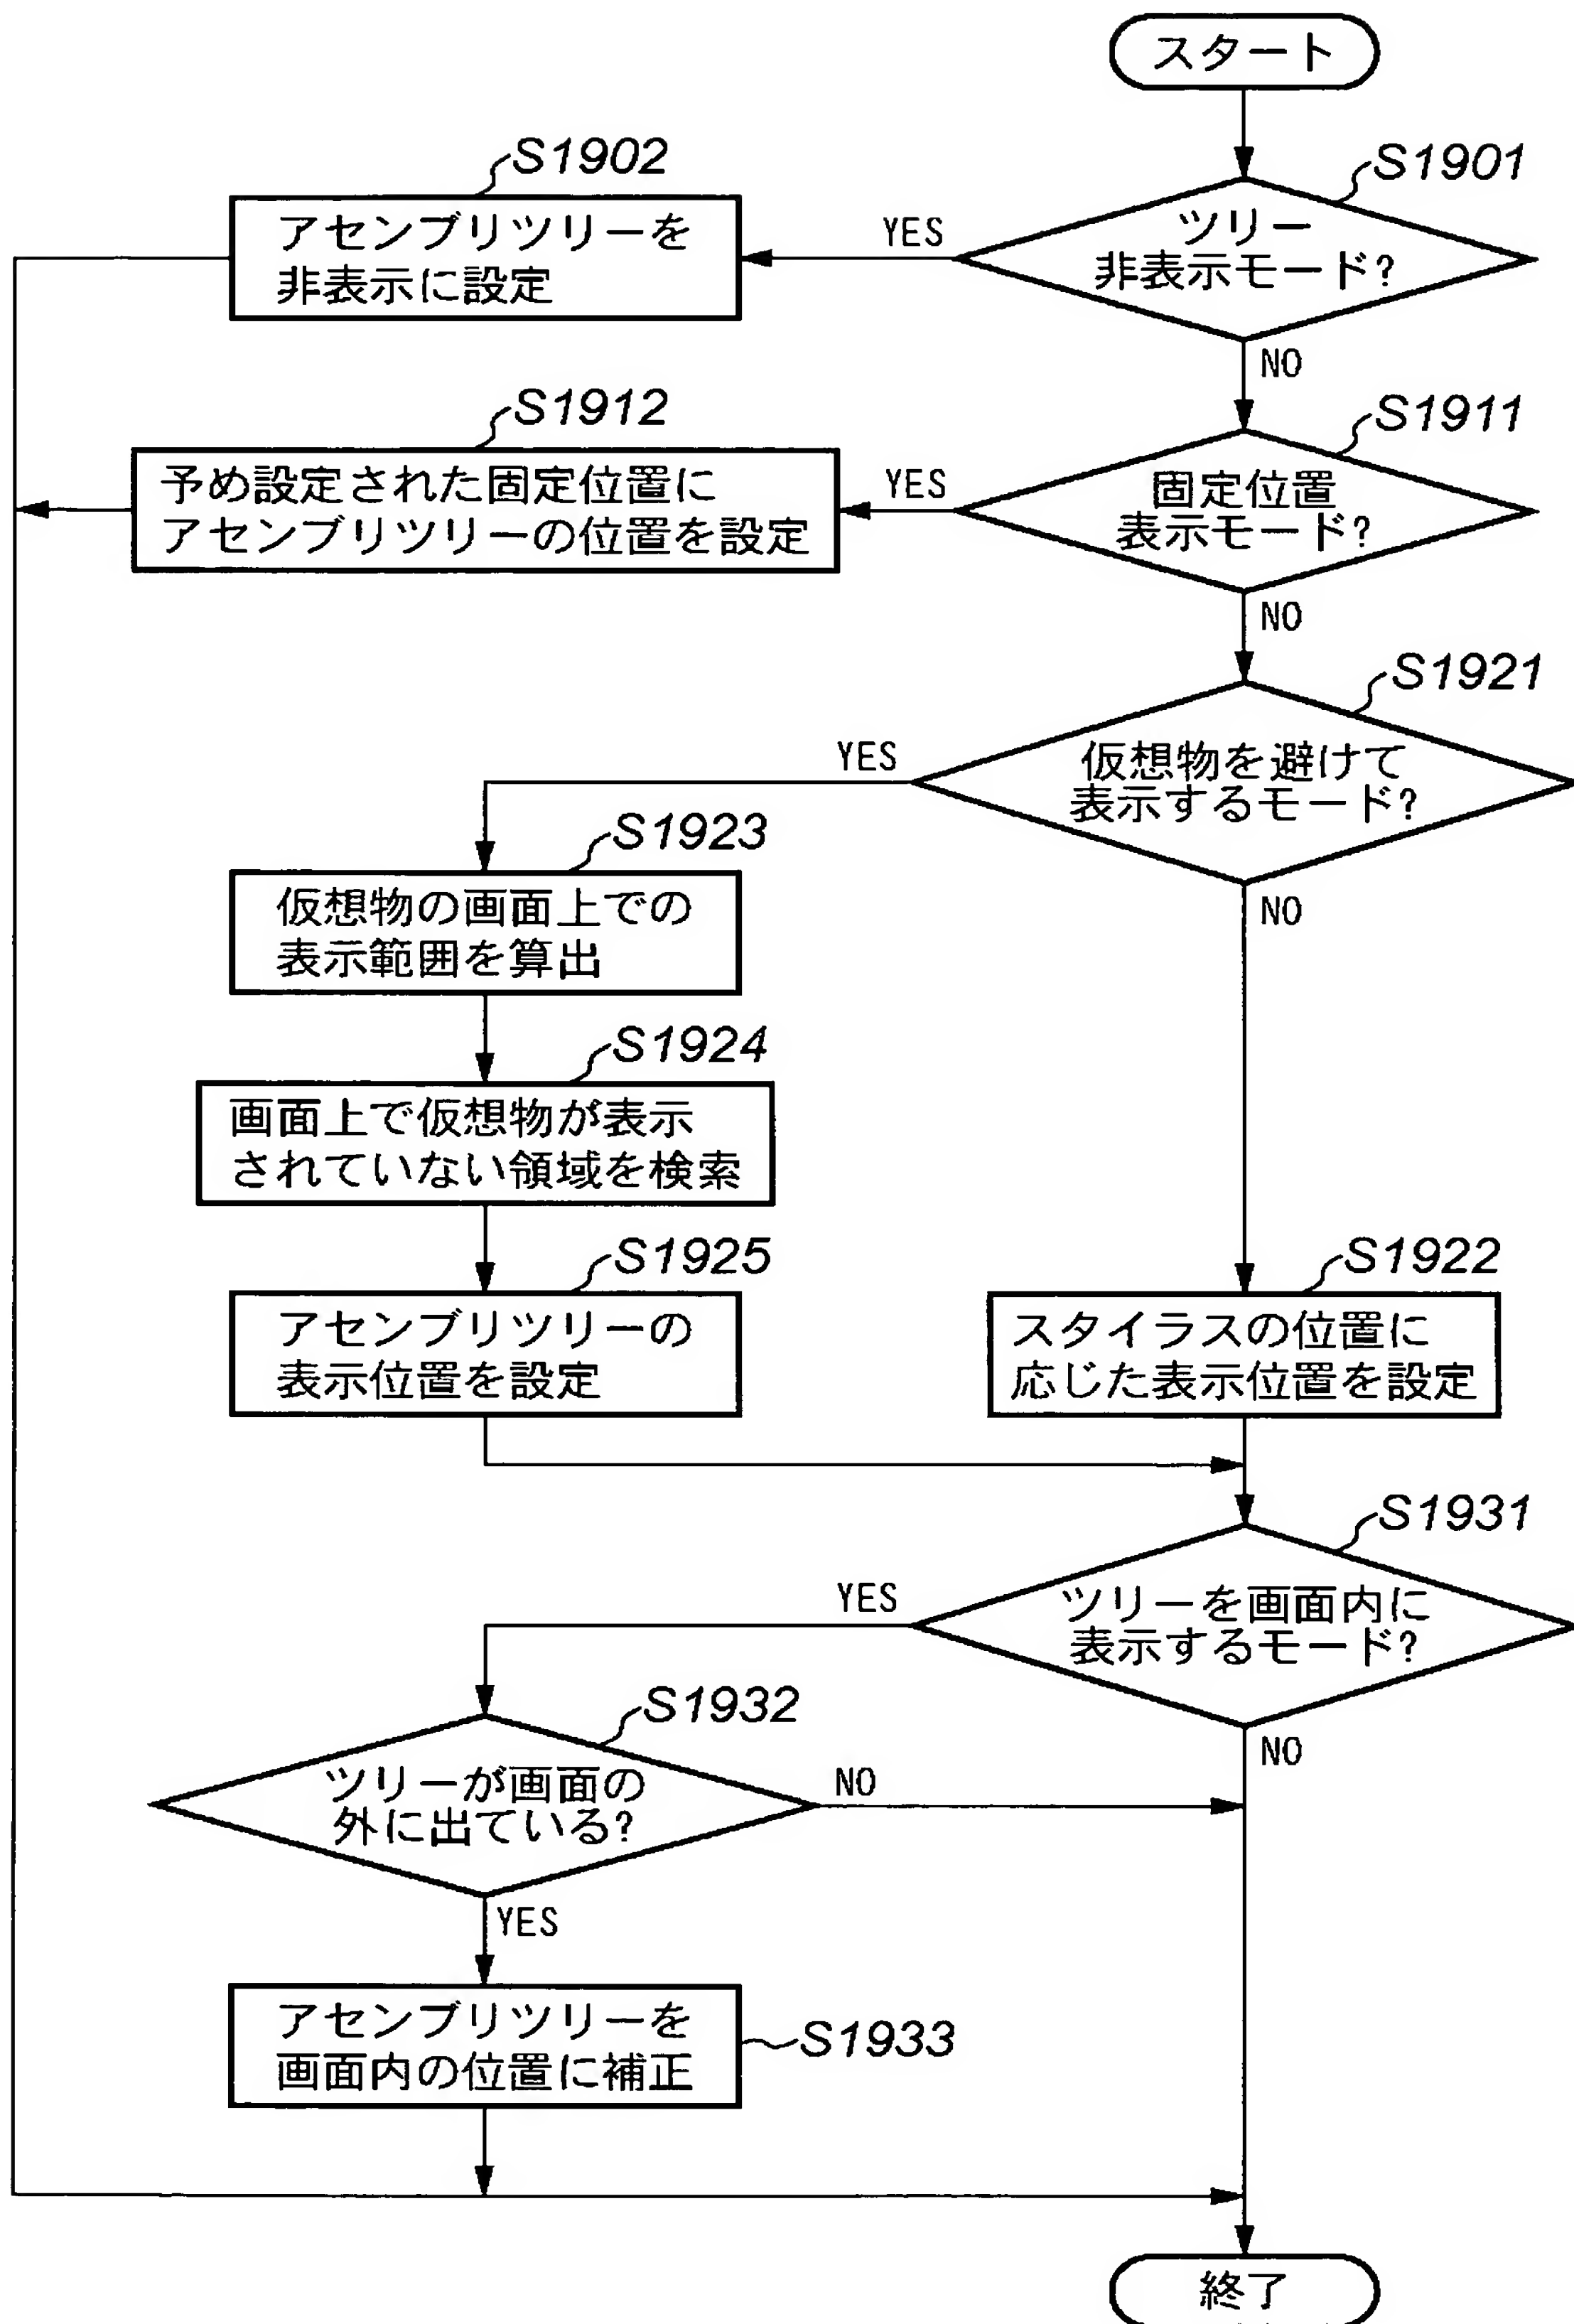 スタート
S1902
S1901
アセンブリツリーを
非表示に設定
YES
ツリー
非表示モード?
NO
S1912
S1911
予め設定された固定位置に
アセンブリツリーの位置を設定
YES
固定位置
表示モード?
NO
S1921
YES
仮想物を避けて
表示するモード?
NO
S1923
仮想物の画面上での
表示範囲を算出
S1924
画面上で仮想物が表示
されていない領域を検索
S1925
S1922
アセンブリツリーの
表示位置を設定
スタイラスの位置に
応じた表示位置を設定
S1931
YES
ツリーを画面内に
表示するモード?
NO
S1932
ツリーが画面の
外に出ている?
NO
YES
アセンブリツリーを
画面内の位置に補正
S1933
終了